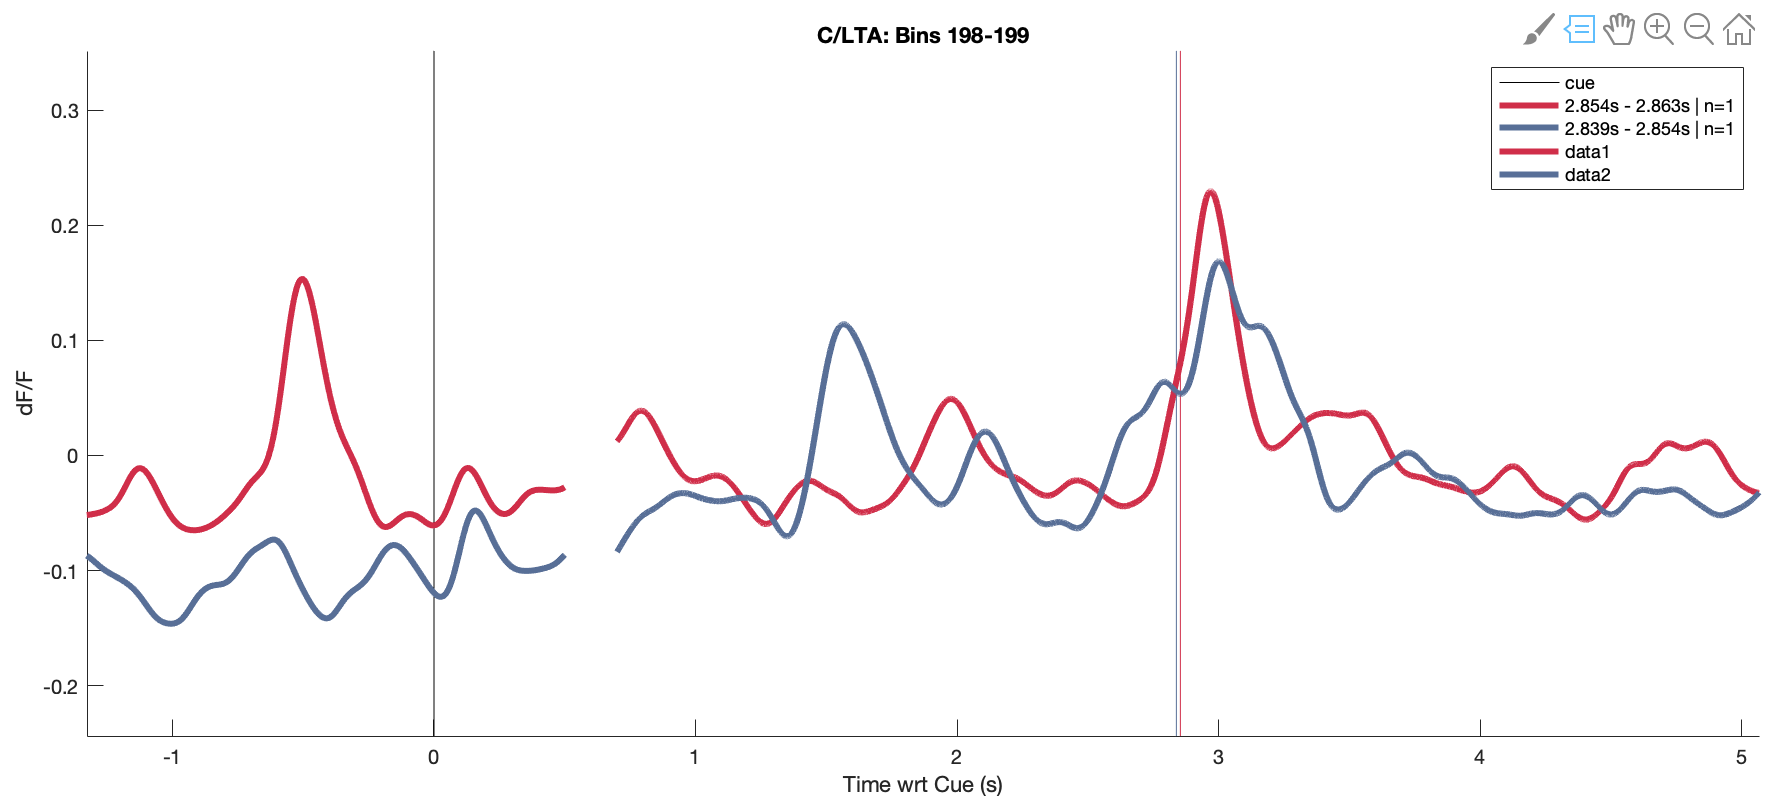 C/LTA: Bins 198-199
cue
2.854s - 2.863s | n=1
2.839s - 2.854s | n=1
data1
data2
0.3
0.2
0.1
0
-0.1
-0.2
dF/F
-1 0 1 2 3 4 5
Time wrt Cue (s)